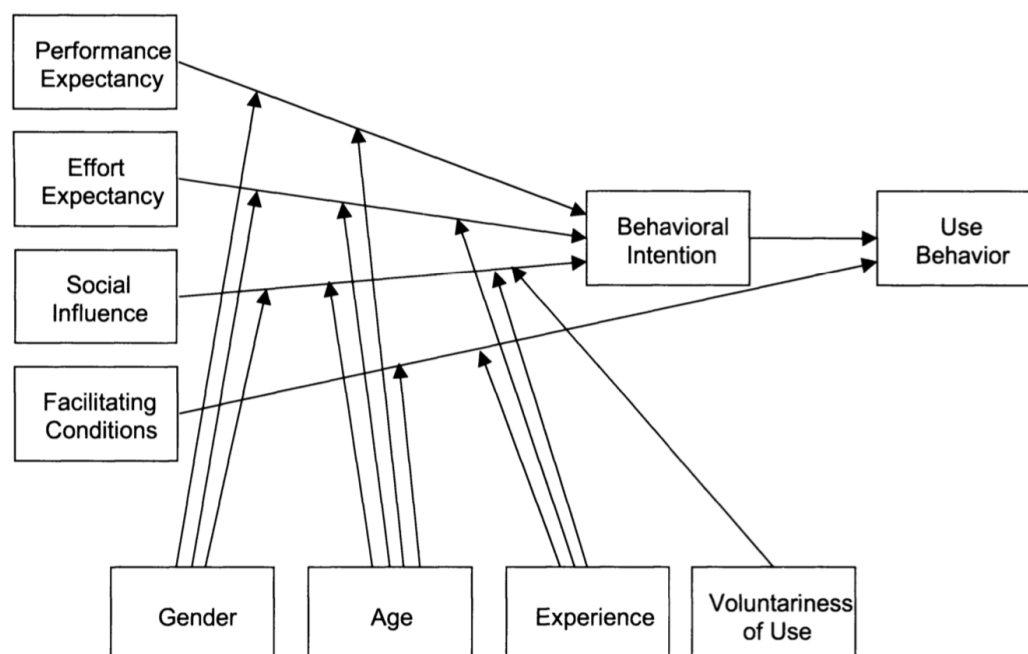 Performance
Expectancy
Effort
Expectancy
Social
Influence
Facilitating
Conditions
Behavioral
Intention
Use
Behavior
Gender
Age
Experience
Voluntariness
of Use